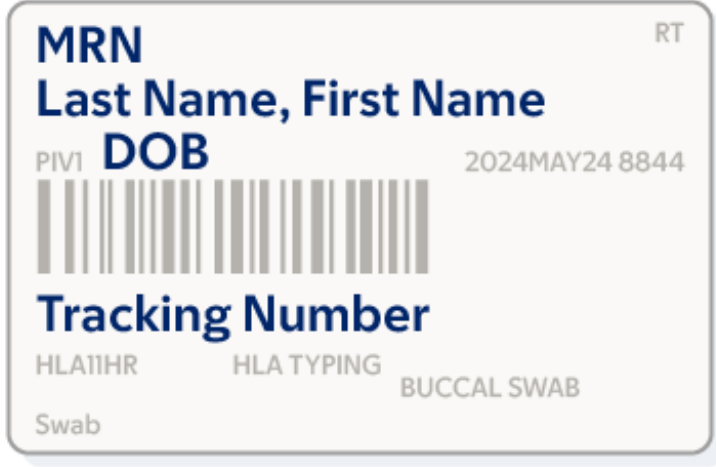 MRN RT
Last Name, First Name
PIV1 DOB 2024MAY24 8844
Tracking Number
HLA11HR HLA TYPING
BUCCAL SWAB
Swab